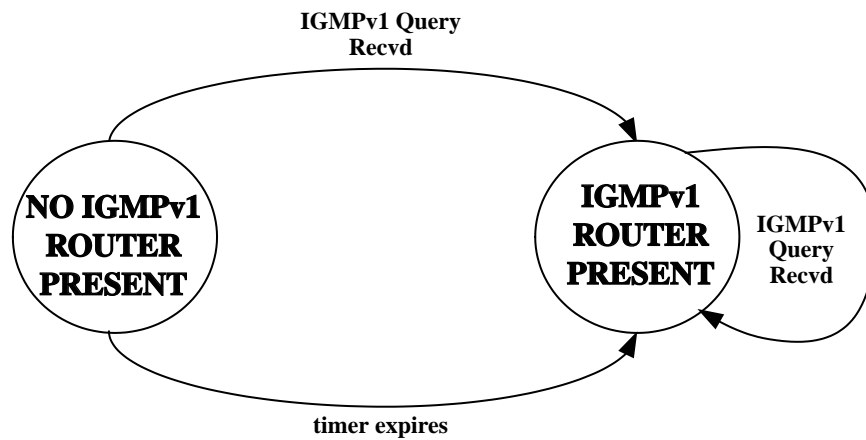 IGMPv1 Query
Recvd
NO IGMPv1
ROUTER
PRESENT
IGMPv1
ROUTER
PRESENT
IGMPv1
Query
Recvd
timer expires